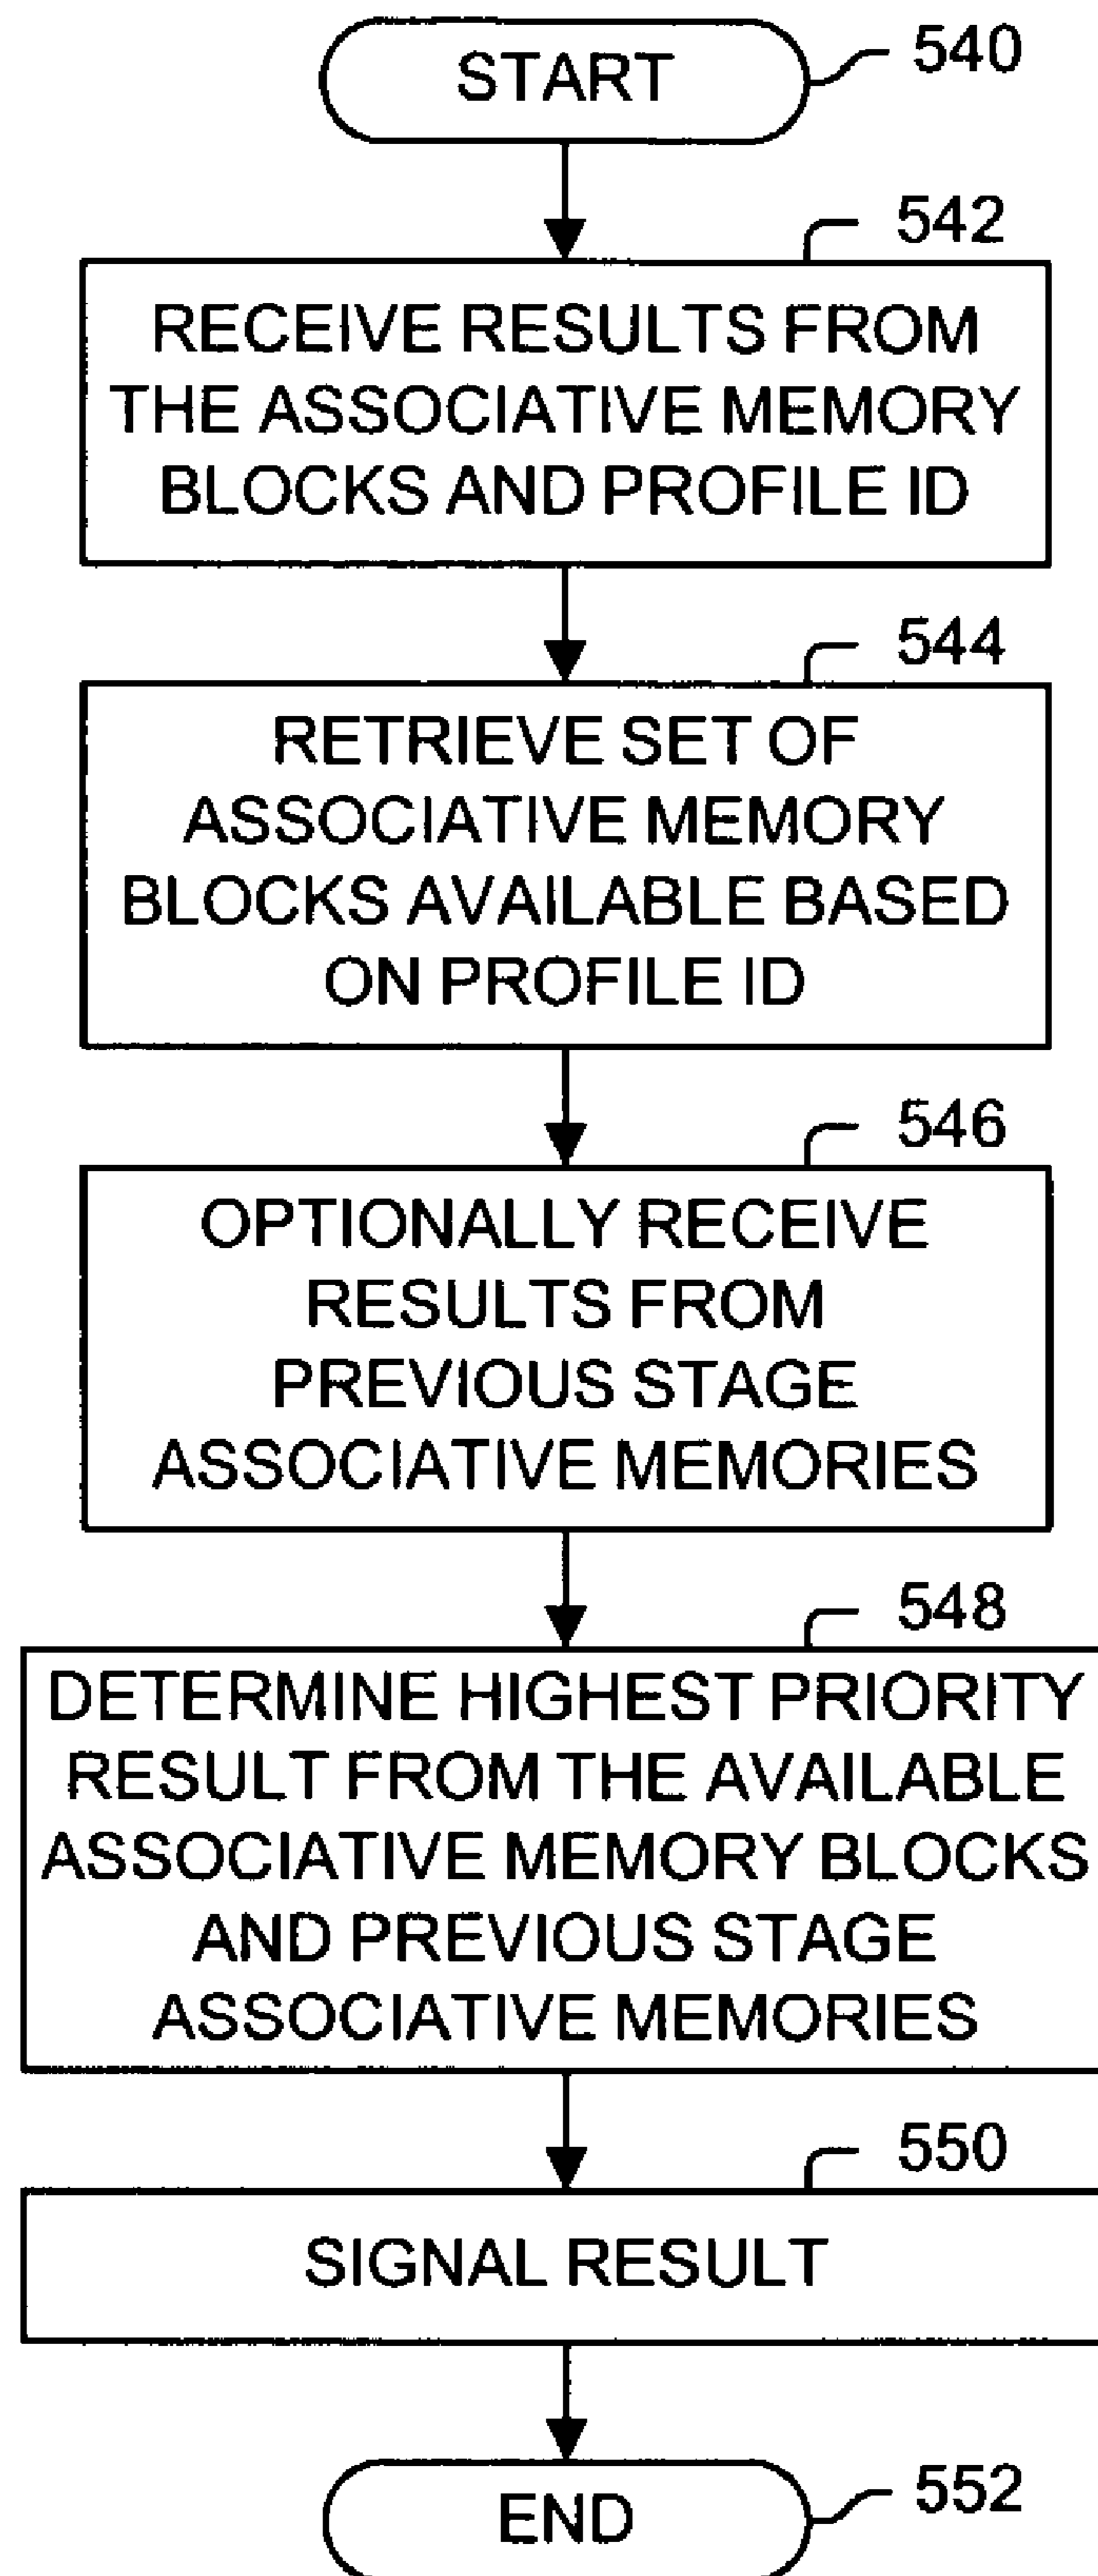 START
540
542
RECEIVE RESULTS FROM
THE ASSOCIATIVE MEMORY
BLOCKS AND PROFILE ID
544
RETRIEVE SET OF
ASSOCIATIVE MEMORY
BLOCKS AVAILABLE BASED
ON PROFILE ID
546
OPTIONALLY RECEIVE
RESULTS FROM
PREVIOUS STAGE
ASSOCIATIVE MEMORIES
548
DETERMINE HIGHEST PRIORITY
RESULT FROM THE AVAILABLE
ASSOCIATIVE MEMORY BLOCKS
AND PREVIOUS STAGE
ASSOCIATIVE MEMORIES
550
SIGNAL RESULT
END
552